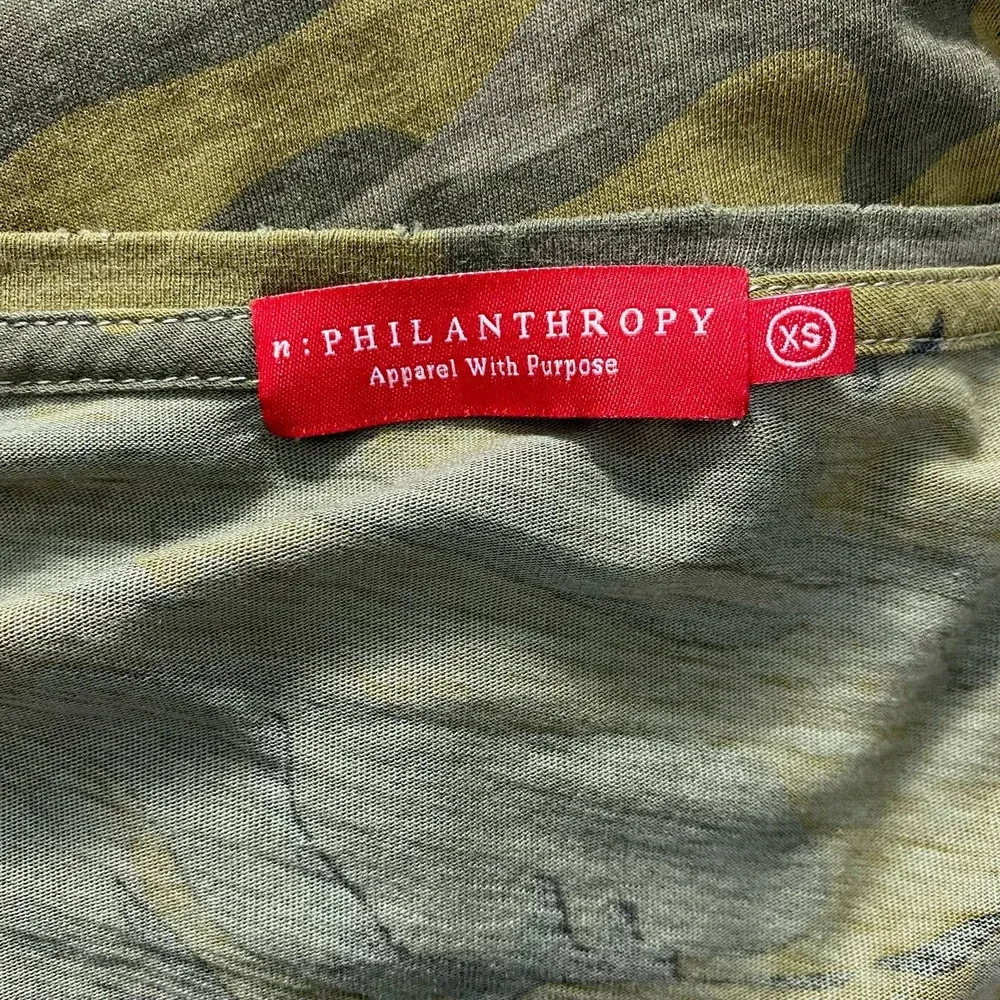 n: PHILANTHROPY
Apparel With Purpose
XS